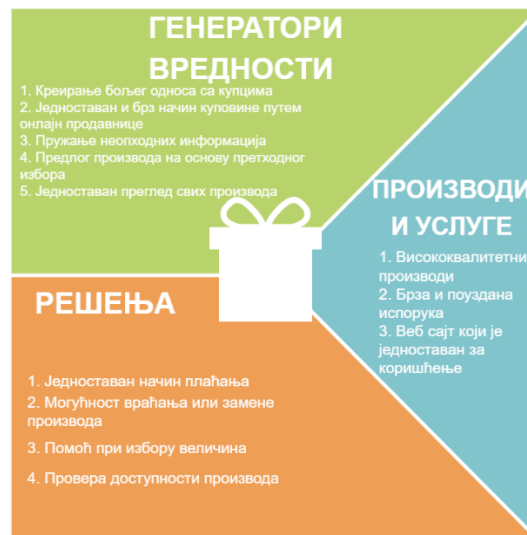 ГЕНЕРАТОРИ
ВРЕДНОСТИ
1. Креирање бољег односа са купцима
2. Једноставан и брз начин куповине путем
онлајн продавнице
3. Пружање неопходних информација
4. Предлог производа на основу претходног
избора
5. Једноставан преглед свих производа
ПРОИЗВОДИ
И УСЛУГЕ
1. Висококвалитетни
производи
2. Брза и поуздана
испорука
3. Веб сајт који је
једноставан за
коришћење
РЕШЕЊА
1. Једноставан начин плаћања
2. Могућност враћања или замене
производа
3. Помоћ при избору величина
4. Провера доступности производа